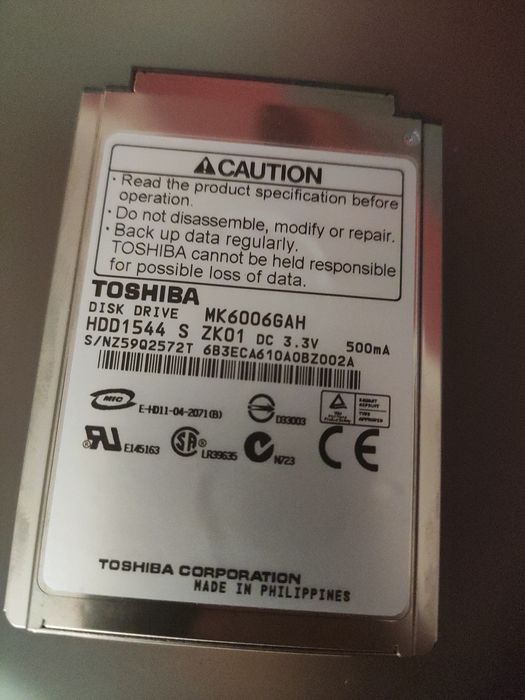 CAUTION
· Read the product specification before
operation.
· Do not disassemble, modify or repair.
· Back up data regularly.
TOSHIBA cannot be held responsible
for possible loss of data.
TOSHIBA
DISK DRIVE MK6006GAH
HDD1544 S ZK01 DC 3.3V 500mA
S/NZ59Q2572T 6B3ECA610A0BZ002A
MIC E-HD11-04-2071(B) D33003
E145163 LR39635 N723 CE
TOSHIBA CORPORATION
MADE IN PHILIPPINES